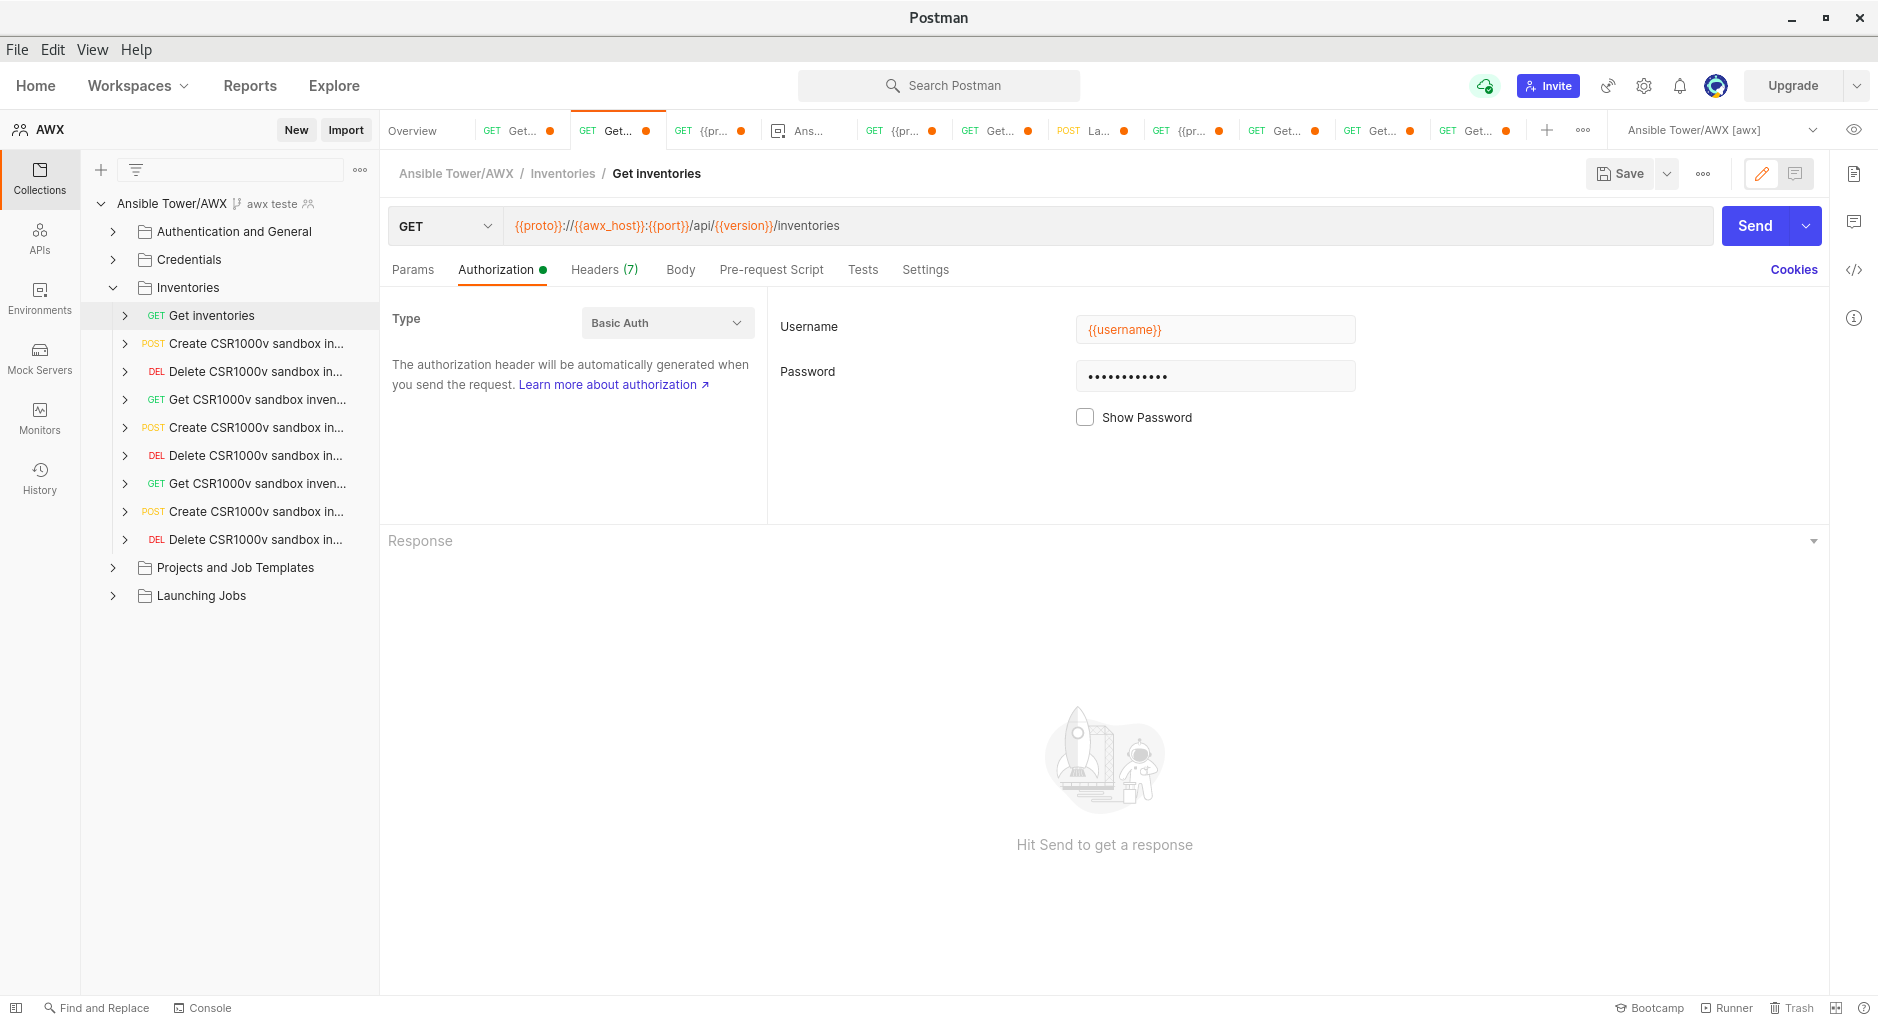 Postman
File Edit View Help
Home Workspaces Reports Explore Search Postman Invite Upgrade
AWX New Import
Overview GET Get... GET Get... GET {{pr... Ans... GET {{pr... GET Get... POST La... GET {{pr... GET Get... GET Get... GET Get... Ansible Tower/AWX [awx]
Collections
APIs
Environments
Mock Servers
Monitors
History
Ansible Tower/AWX awx teste
Authentication and General
Credentials
Inventories
GET Get inventories
POST Create CSR1000v sandbox in...
DEL Delete CSR1000v sandbox in...
GET Get CSR1000v sandbox inven...
POST Create CSR1000v sandbox in...
DEL Delete CSR1000v sandbox in...
GET Get CSR1000v sandbox inven...
POST Create CSR1000v sandbox in...
DEL Delete CSR1000v sandbox in...
Projects and Job Templates
Launching Jobs
Ansible Tower/AWX / Inventories / Get inventories Save
GET {{proto}}://{{awx_host}}:{{port}}/api/{{version}}/inventories Send
Params Authorization Headers (7) Body Pre-request Script Tests Settings Cookies
Type Basic Auth
The authorization header will be automatically generated when
you send the request. Learn more about authorization ↗
Username {{username}}
Password ••••••••••••
Show Password
Response
Hit Send to get a response
Find and Replace Console Bootcamp Runner Trash